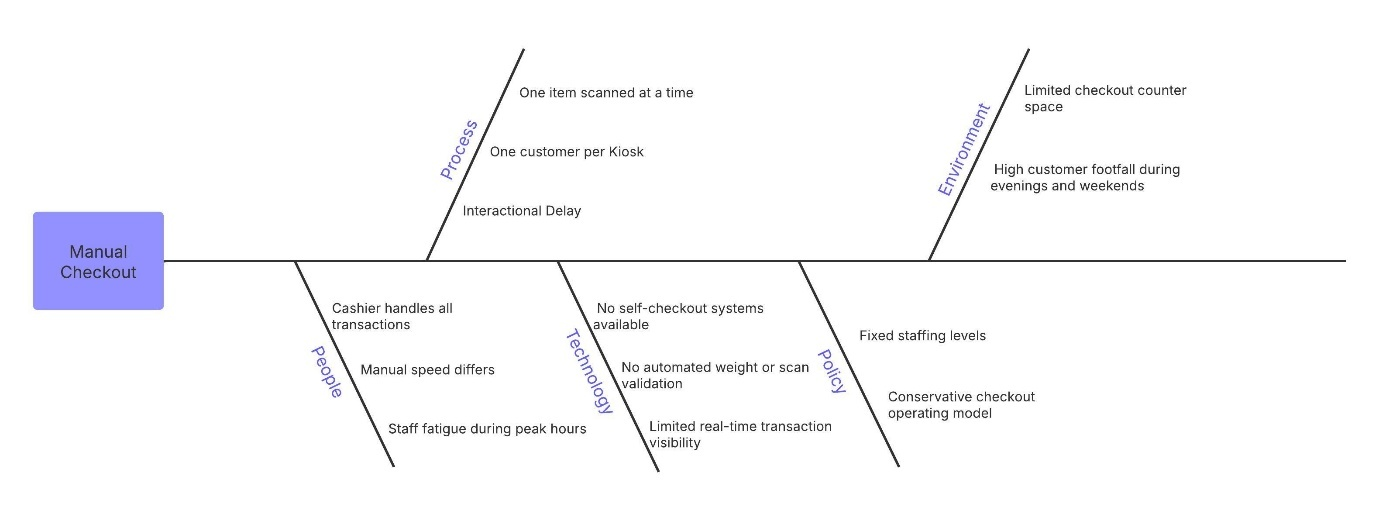 Manual
Checkout
Process
One item scanned at a time
One customer per Kiosk
Interactional Delay
Environment
Limited checkout counter
space
High customer footfall during
evenings and weekends
People
Cashier handles all
transactions
Manual speed differs
Staff fatigue during peak hours
Technology
No self-checkout systems
available
No automated weight or scan
validation
Limited real-time transaction
visibility
Policy
Fixed staffing levels
Conservative checkout
operating model